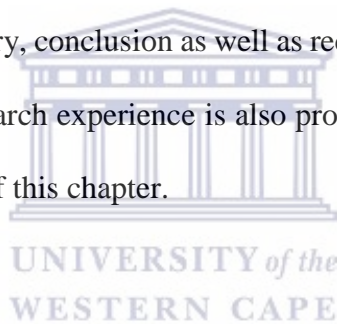 ry, conclusion as well as rec
arch experience is also pro
f this chapter.
UNIVERSITY of the
WESTERN CAPE